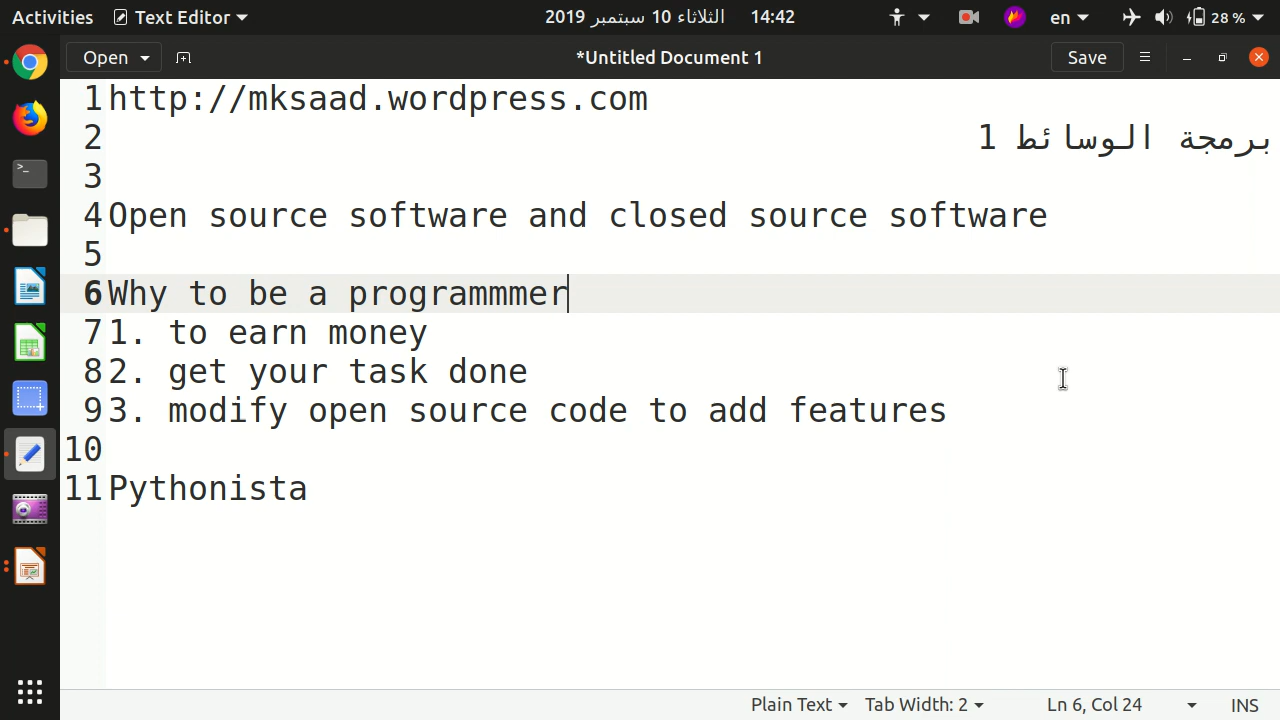 Activities Text Editor الثلاثاء 10 سبتمبر 2019 14:42 en 28 %
Open *Untitled Document 1 Save
1 http://mksaad.wordpress.com
2 برمجة الوسائط 1
3
4 Open source software and closed source software
5
6 Why to be a programmmer
7 1. to earn money
8 2. get your task done
9 3. modify open source code to add features
10
11 Pythonista
Plain Text Tab Width: 2 Ln 6, Col 24 INS